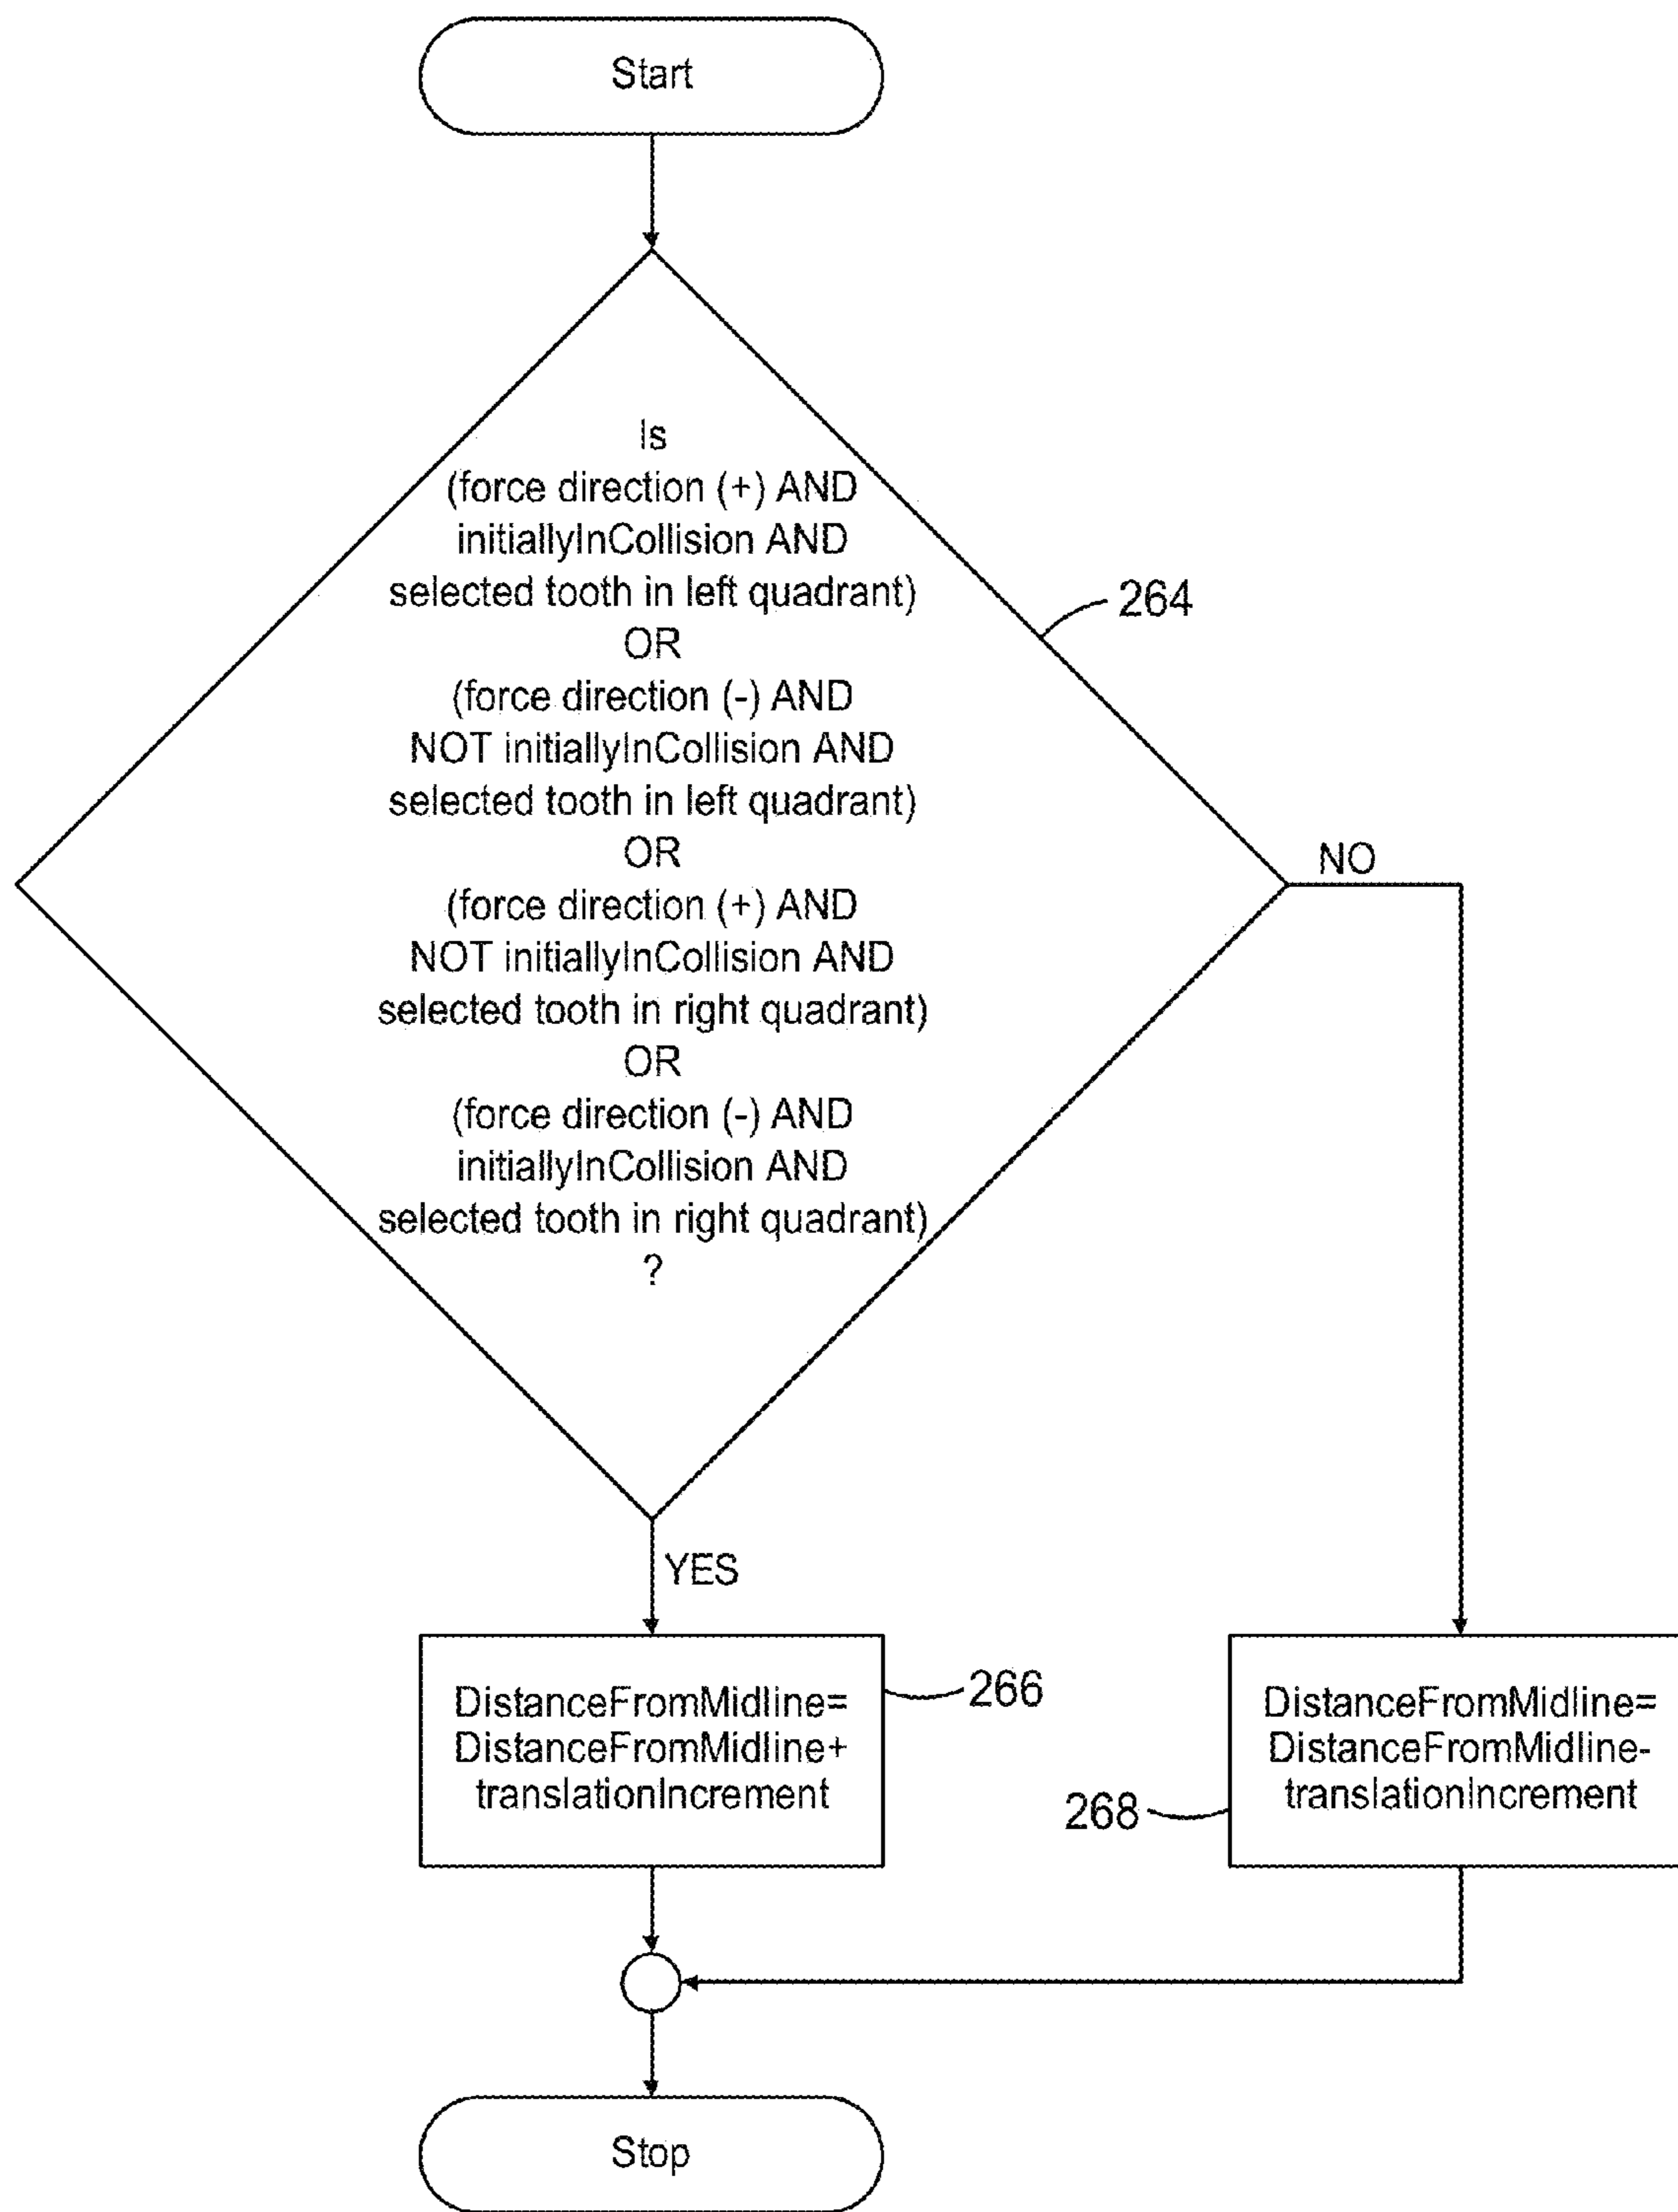 Start
Is
(force direction (+) AND
initiallyInCollision AND
selected tooth in left quadrant)
OR
(force direction (-) AND
NOT initiallyInCollision AND
selected tooth in left quadrant)
OR
(force direction (+) AND
NOT initiallyInCollision AND
selected tooth in right quadrant)
OR
(force direction (-) AND
initiallyInCollision AND
selected tooth in right quadrant)
?
264
NO
YES
DistanceFromMidline=
DistanceFromMidline+
translationIncrement
266
DistanceFromMidline=
DistanceFromMidline-
translationIncrement
268
Stop